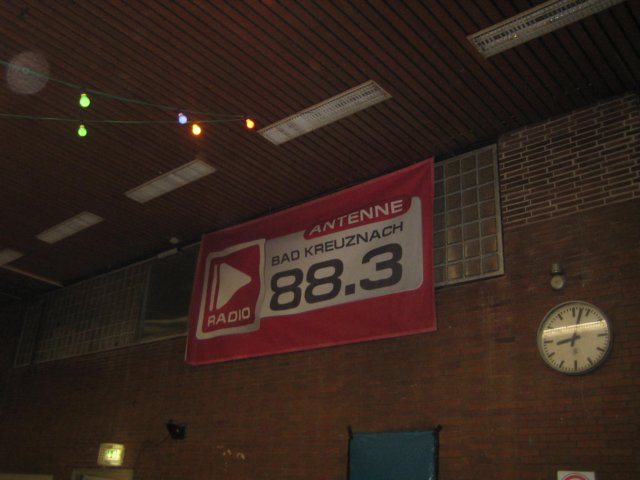 ANTENNE
BAD KREUZNACH
88.3
RADIO